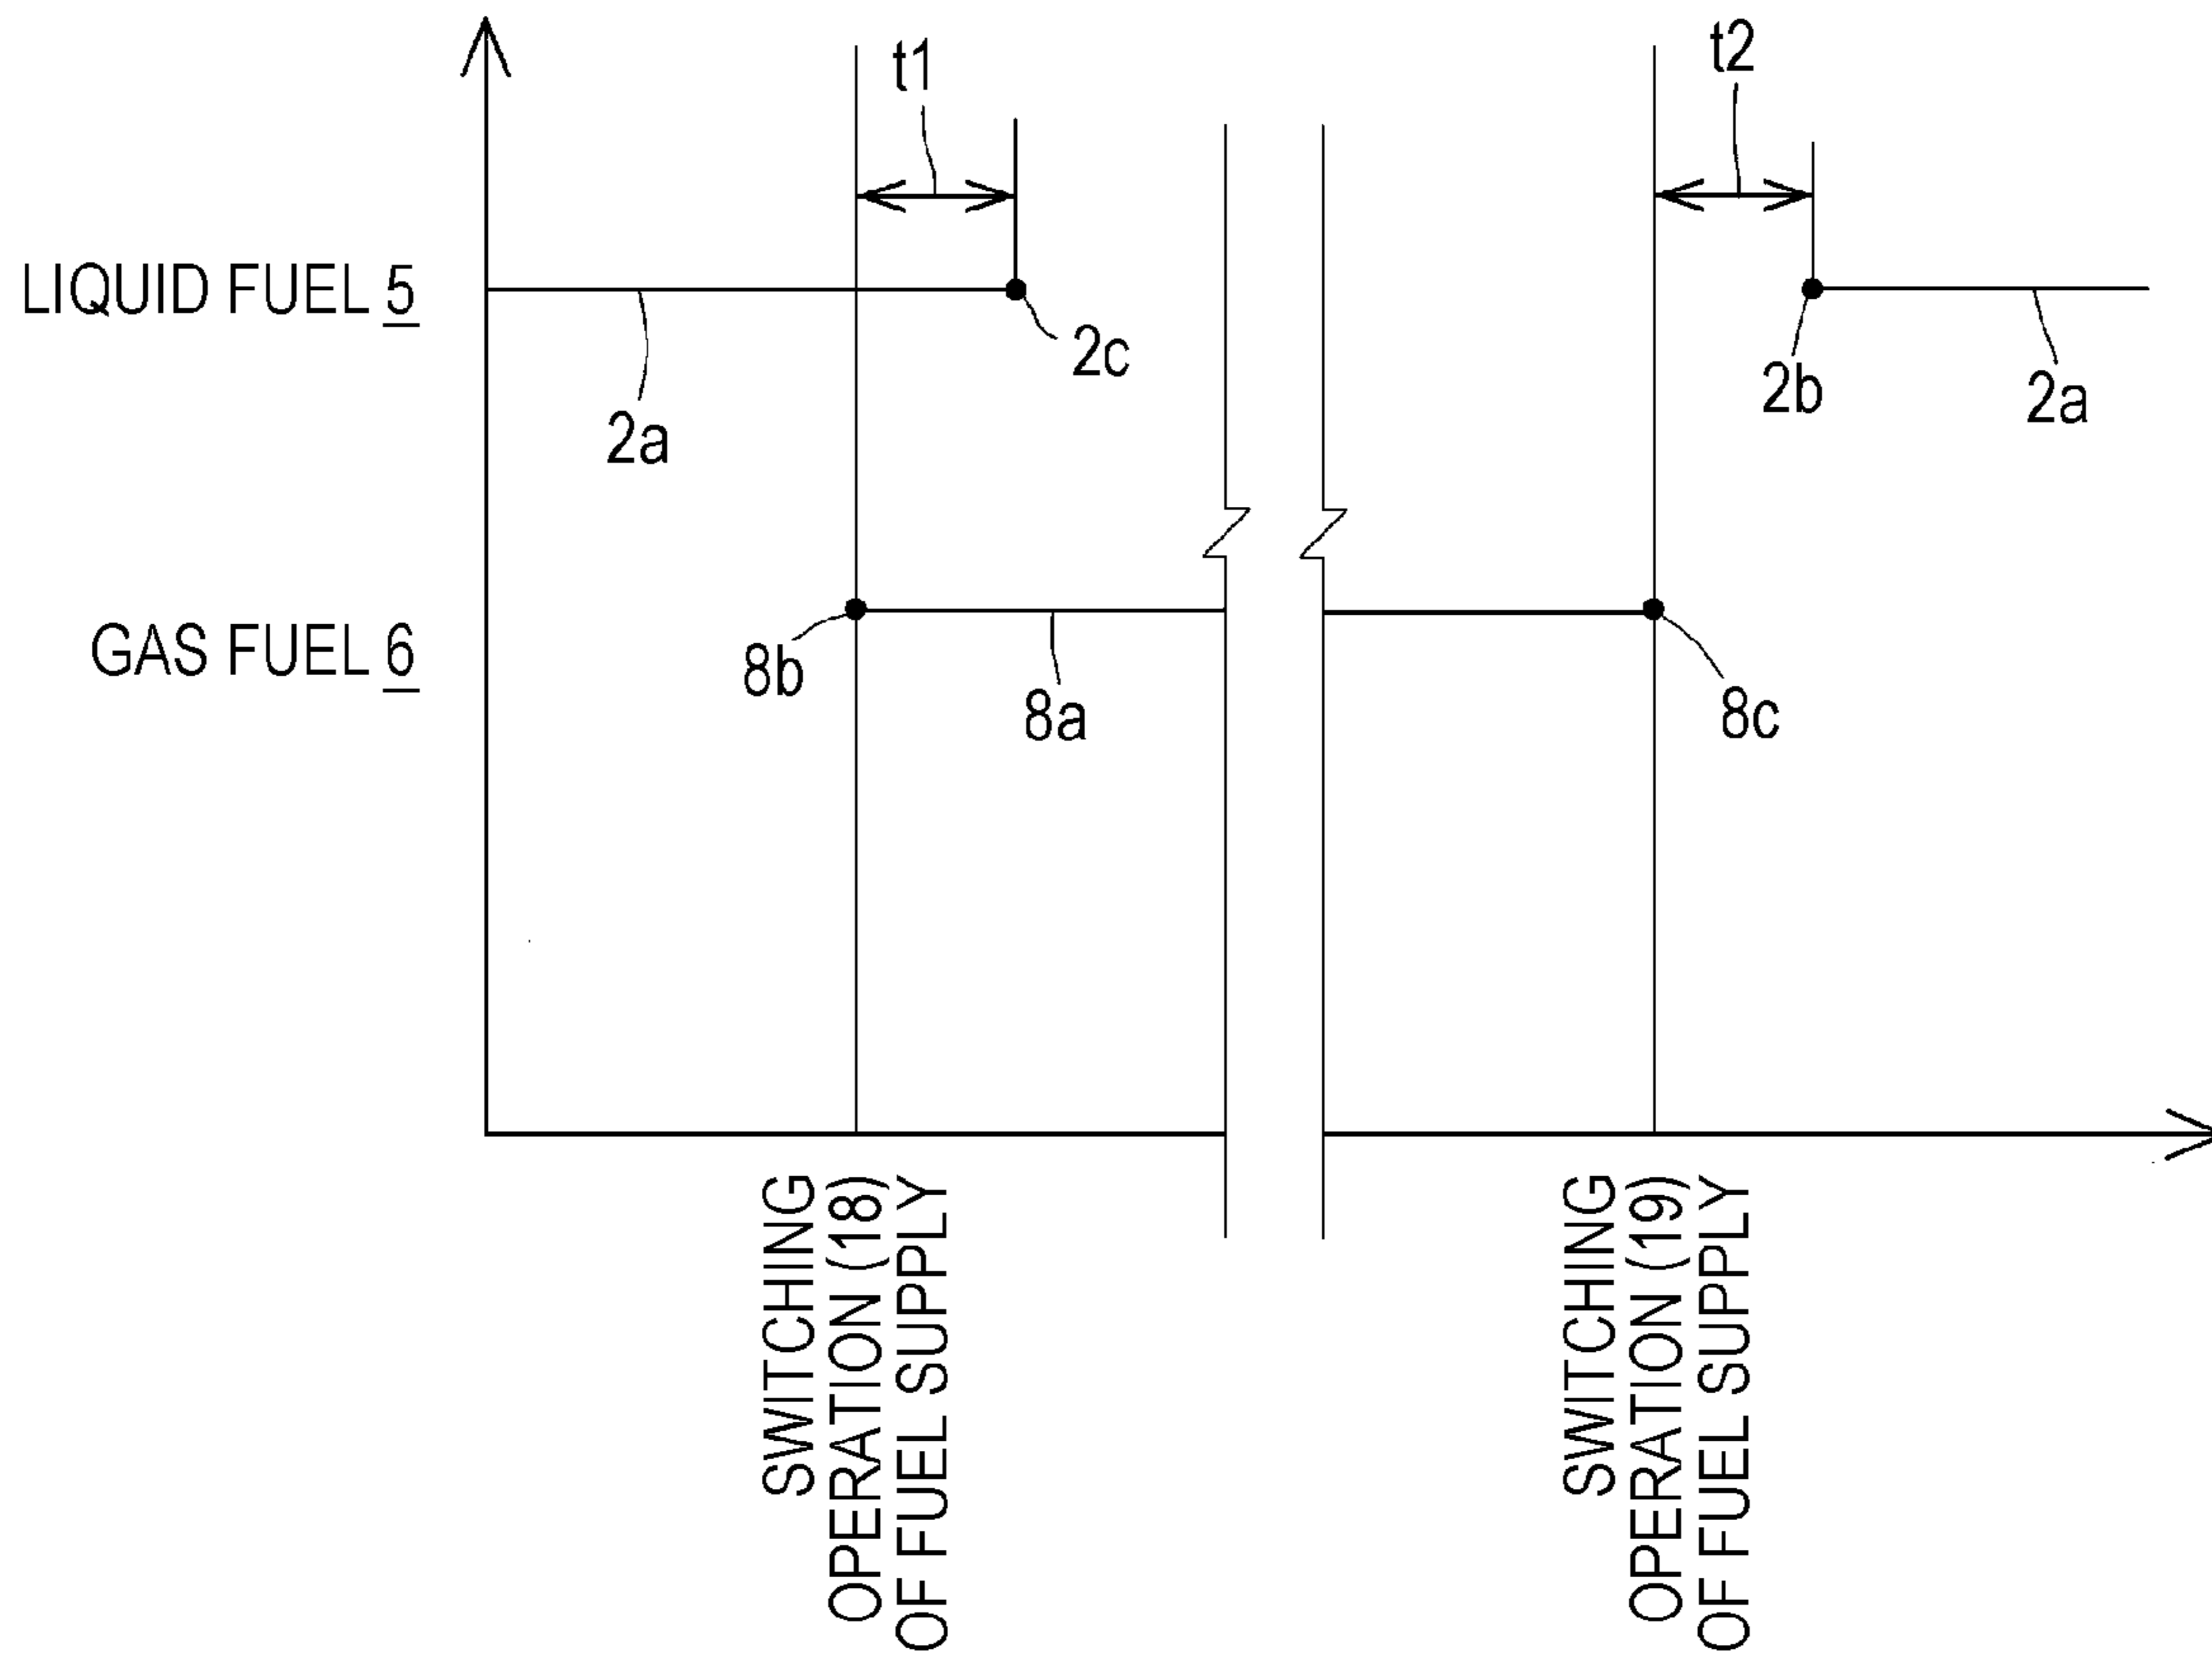 t1
t2
LIQUID FUEL 5
2c
2b
2a
2a
GAS FUEL 6
8b
8a
8c
SWITCHING
OPERATION (18)
OF FUEL SUPPLY
SWITCHING
OPERATION (19)
OF FUEL SUPPLY